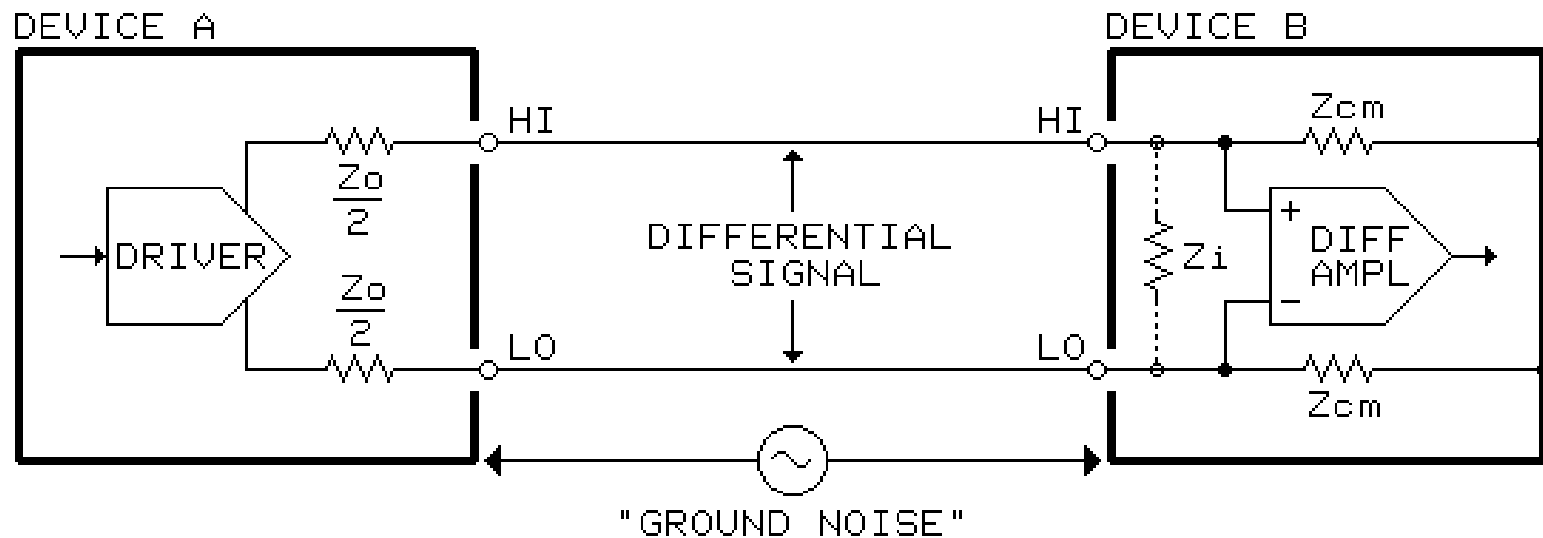 DEVICE A
DEVICE B
HI
HI
Zcm
Zo
2
DRIVER
DIFFERENTIAL
SIGNAL
Zi
+
DIFF
AMPL
−
Zo
2
LO
LO
Zcm
"GROUND NOISE"